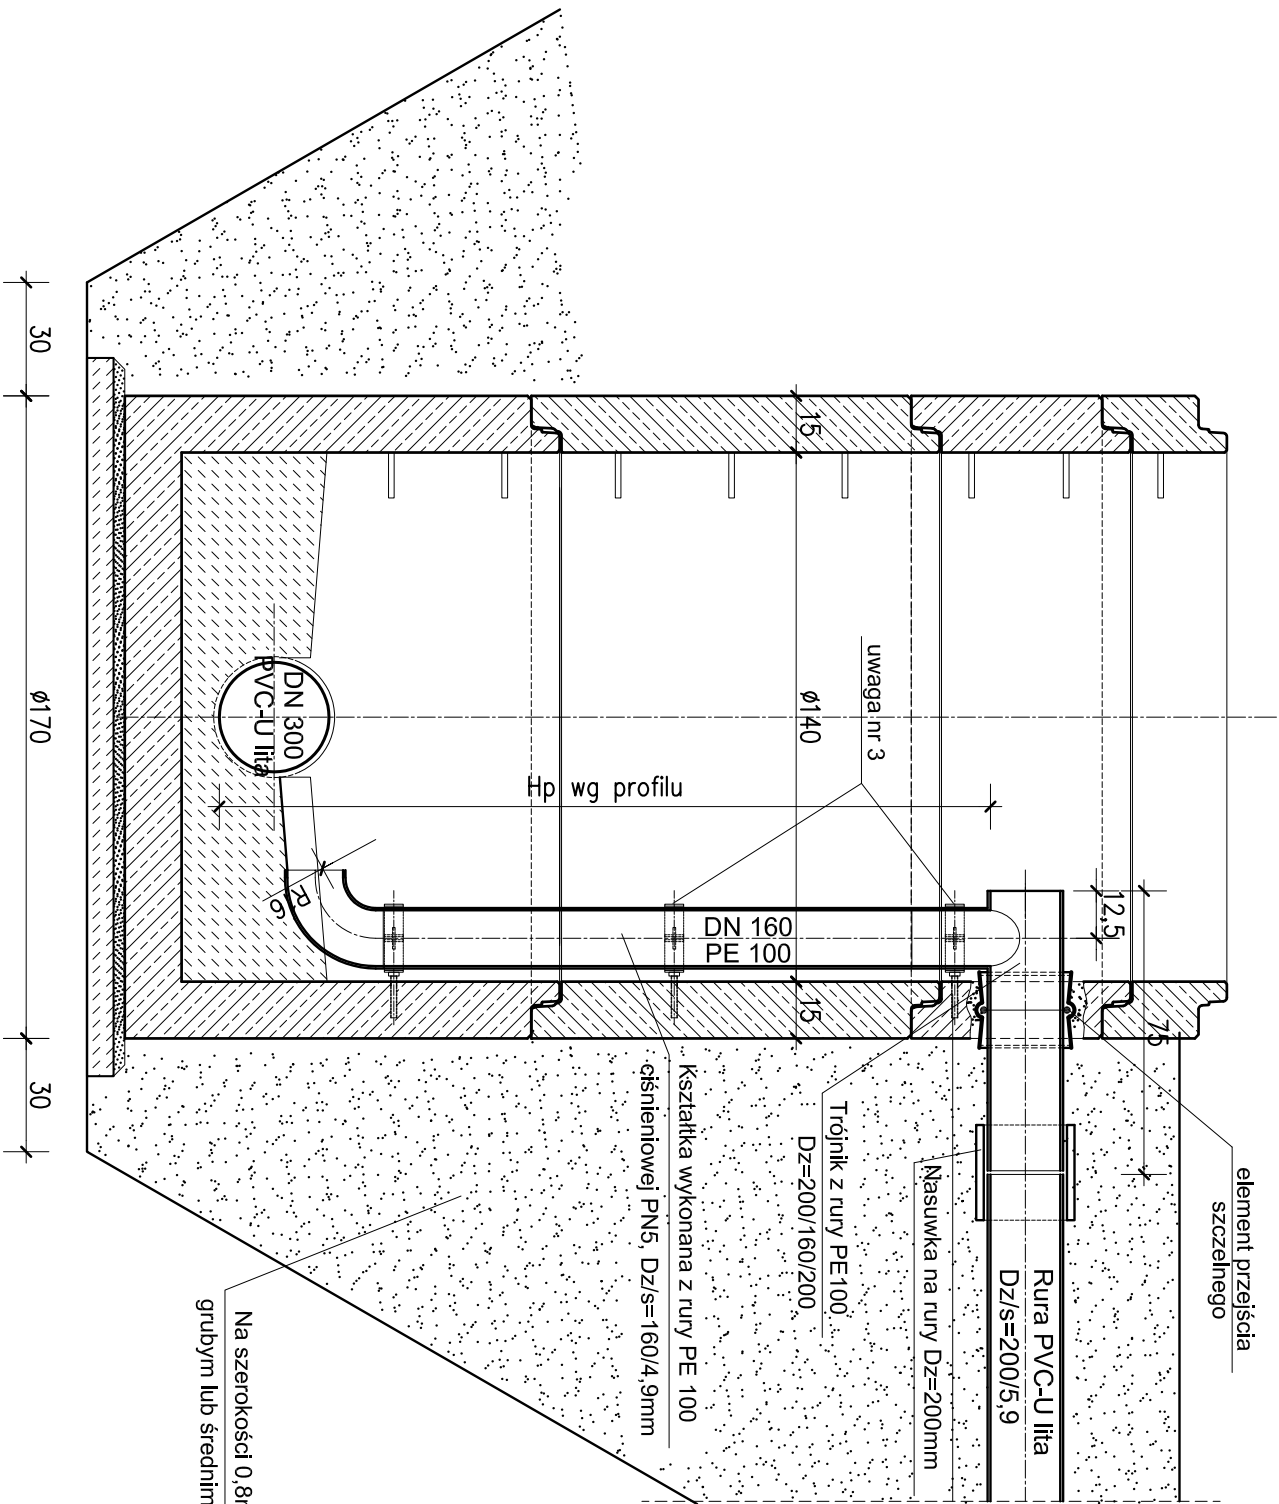 element przejścia
szczelnego
Rura PVC-U lita
Dz/s=200/5,9
12,5
75
Nasuwka na rury Dz=200mm
Trójnik z rury PE100
Dz=200/160/200
Kształtka wykonana z rury PE 100
ciśnieniowej PN5, Dz/s=160/4,9mm
uwaga nr 3
15
ø140
15
DN 160
PE 100
Hp wg profilu
DN 300
PVC-U lita
Na szerokości 0,8
grubym lub średnim
30
ø170
30